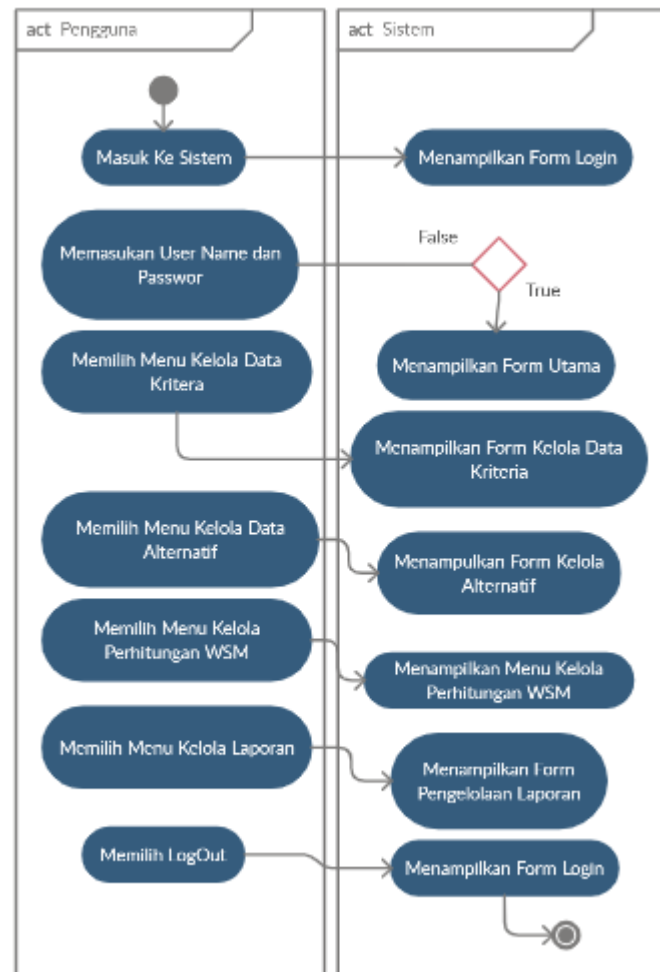 act Pengguna
act Sistem
Masuk Ke Sistem
Menampilkan Form Login
Memasukan User Name dan
Passwor
False
True
Menampilkan Form Utama
Memilih Menu Kelola Data
Kritera
Menampilkan Form Kelola Data
Kriteria
Memilih Menu Kelola Data
Alternatif
Menampulkan Form Kelola
Alternatif
Memilih Menu Kelola
Perhitungan WSM
Menampilkan Menu Kelola
Perhitungan WSM
Memilih Menu Kelola Laporan
Menampilkan Form
Pengelolaan Laporan
Memilih LogOut
Menampilkan Form Login